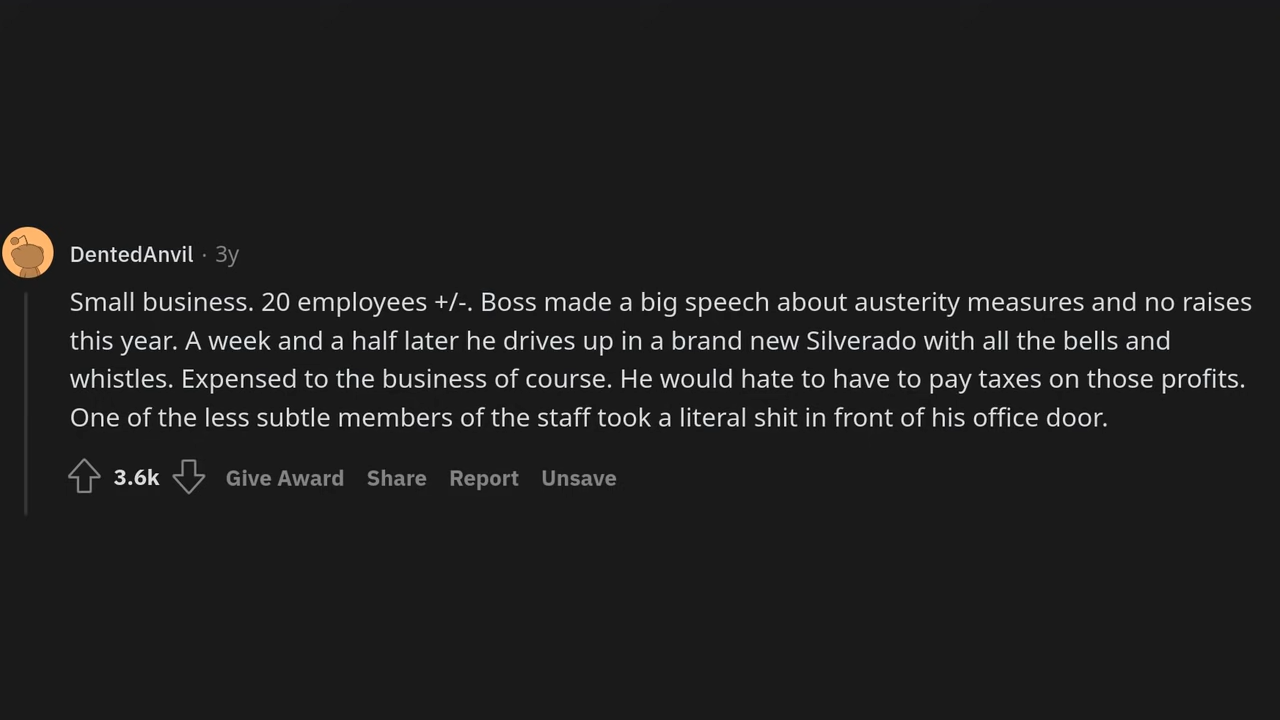 DentedAnvil · 3y
Small business. 20 employees +/-. Boss made a big speech about austerity measures and no raises
this year. A week and a half later he drives up in a brand new Silverado with all the bells and
whistles. Expensed to the business of course. He would hate to have to pay taxes on those profits.
One of the less subtle members of the staff took a literal shit in front of his office door.
3.6k Give Award Share Report Unsave